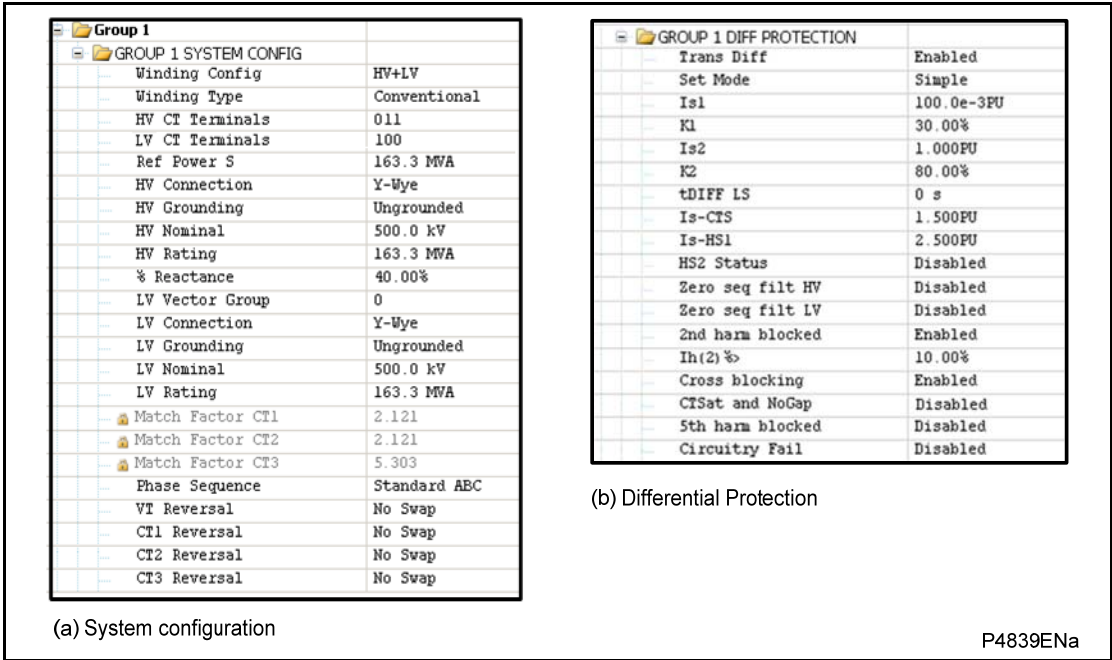 Group 1
GROUP 1 SYSTEM CONFIG
Winding Config HV+LV
Winding Type Conventional
HV CT Terminals 011
LV CT Terminals 100
Ref Power S 163.3 MVA
HV Connection Y-Wye
HV Grounding Ungrounded
HV Nominal 500.0 kV
HV Rating 163.3 MVA
% Reactance 40.00%
LV Vector Group 0
LV Connection Y-Wye
LV Grounding Ungrounded
LV Nominal 500.0 kV
LV Rating 163.3 MVA
Match Factor CT1 2.121
Match Factor CT2 2.121
Match Factor CT3 5.303
Phase Sequence Standard ABC
VT Reversal No Swap
CT1 Reversal No Swap
CT2 Reversal No Swap
CT3 Reversal No Swap
(a) System configuration
GROUP 1 DIFF PROTECTION
Trans Diff Enabled
Set Mode Simple
Is1 100.0e-3PU
K1 30.00%
Is2 1.000PU
K2 80.00%
tDIFF LS 0 s
Is-CTS 1.500PU
Is-HS1 2.500PU
HS2 Status Disabled
Zero seq filt HV Disabled
Zero seq filt LV Disabled
2nd harm blocked Enabled
Ih(2)%> 10.00%
Cross blocking Enabled
CTSat and NoGap Disabled
5th harm blocked Disabled
Circuitry Fail Disabled
(b) Differential Protection
P4839ENa